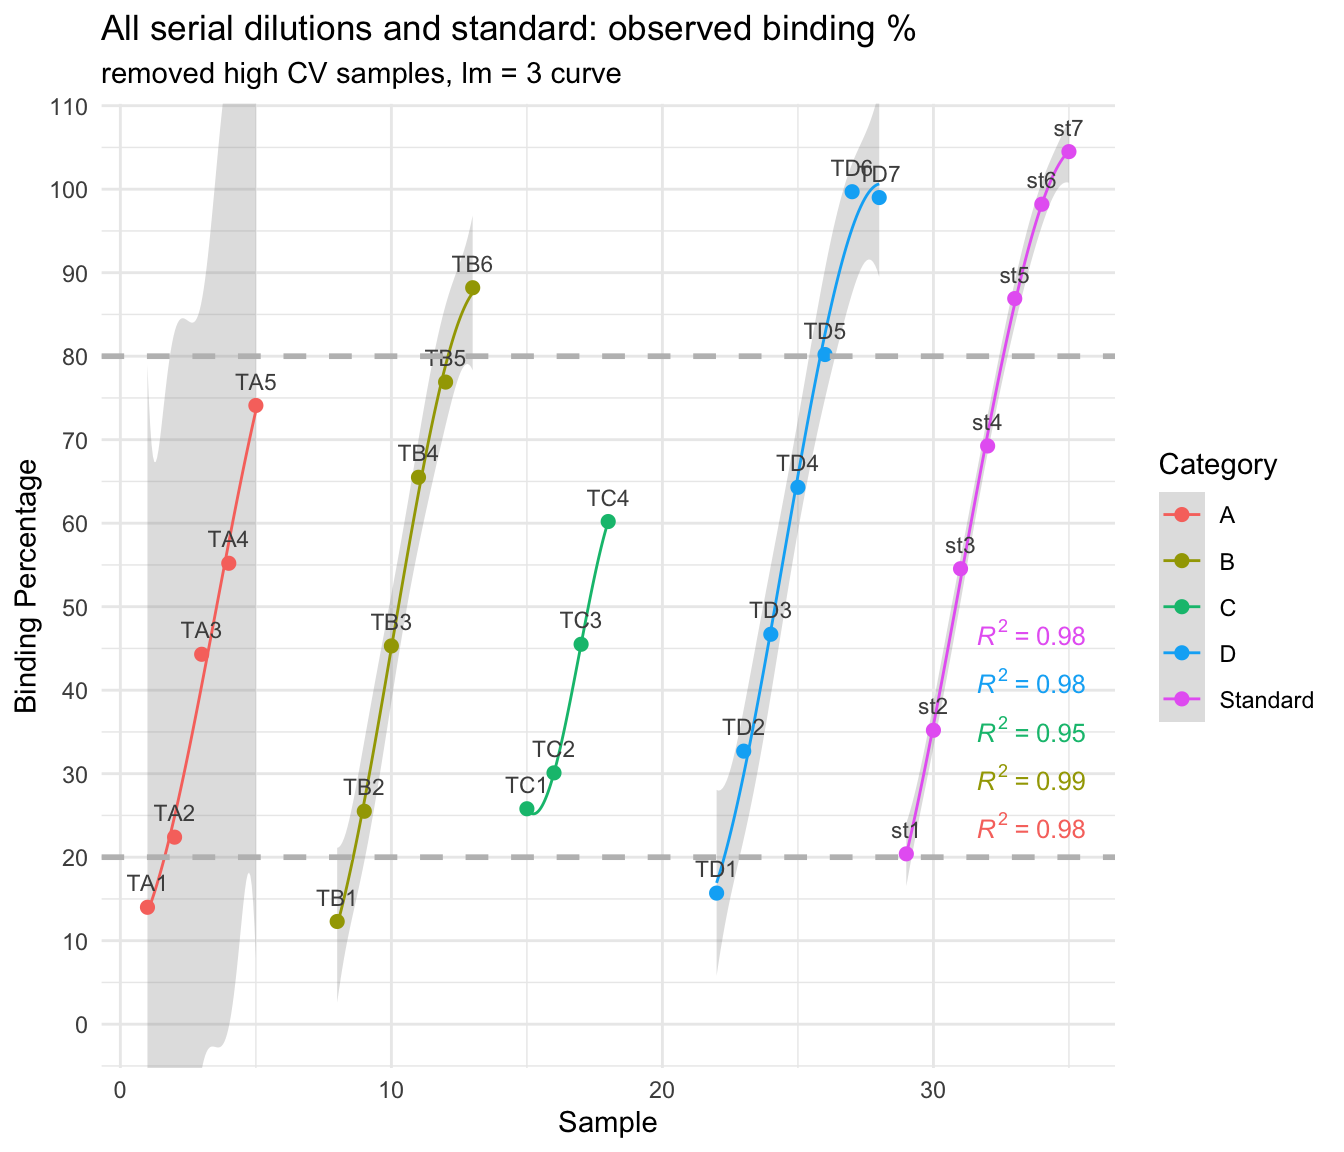 All serial dilutions and standard: observed binding %
removed high CV samples, lm = 3 curve
110
100
90
80
70
60
50
40
30
20
10
0
Binding Percentage
0 10 20 30
Sample
TA1
TA2
TA3
TA4
TA5
TB1
TB2
TB3
TB4
TB5
TB6
TC1
TC2
TC3
TC4
TD1
TD2
TD3
TD4
TD5
TD6
TD7
st1
st2
st3
st4
st5
st6
st7
R² = 0.98
R² = 0.98
R² = 0.95
R² = 0.99
R² = 0.98
Category
A
B
C
D
Standard